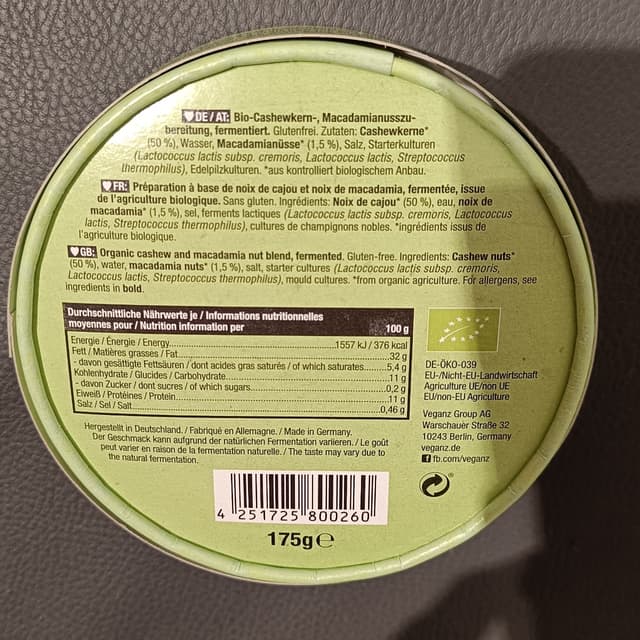 ♥DE/AT: Bio-Cashewkern-, Macadamianusszu-
bereitung, fermentiert. Glutenfrei. Zutaten: Cashewkerne*
(50 %), Wasser, Macadamianüsse* (1,5 %), Salz, Starterkulturen
(Lactococcus lactis subsp. cremoris, Lactococcus lactis, Streptococcus
thermophilus), Edelpilzkulturen. *aus kontrolliert biologischem Anbau.
♥FR: Préparation à base de noix de cajou et noix de macadamia, fermentée, issue
de l'agriculture biologique. Sans gluten. Ingrédients: Noix de cajou* (50 %), eau, noix de
macadamia* (1,5 %), sel, ferments lactiques (Lactococcus lactis subsp. cremoris, Lactococcus
lactis, Streptococcus thermophilus), cultures de champignons nobles. *ingrédients issus de
l'agriculture biologique.
♥GB: Organic cashew and macadamia nut blend, fermented. Gluten-free. Ingredients: Cashew nuts*
(50 %), water, macadamia nuts* (1,5 %), salt, starter cultures (Lactococcus lactis subsp. cremoris,
Lactococcus lactis, Streptococcus thermophilus), mould cultures. *from organic agriculture. For allergens, see
ingredients in bold.
Durchschnittliche Nährwerte je / Informations nutritionnelles
moyennes pour / Nutrition information per 100 g
Energie / Énergie / Energy 1557 kJ / 376 kcal
Fett / Matières grasses / Fat 32 g
- davon gesättigte Fettsäuren / dont acides gras saturés / of which saturates 5,4 g
Kohlenhydrate / Glucides / Carbohydrate 11 g
- davon Zucker / dont sucres / of which sugars 0,2 g
Eiweiß / Protéines / Protein 11 g
Salz / Sel / Salt 0,46 g
DE-ÖKO-039
EU-/Nicht-EU-Landwirtschaft
Agriculture UE/non UE
EU/non-EU Agriculture
Veganz Group AG
Warschauer Straße 32
10243 Berlin, Germany
veganz.de
f fb.com/veganz
Hergestellt in Deutschland. / Fabriqué en Allemagne. / Made in Germany.
Der Geschmack kann aufgrund der natürlichen Fermentation variieren. / Le goût
peut varier en raison de la fermentation naturelle. / The taste may vary due to
the natural fermentation.
4 251725 800260
175g e